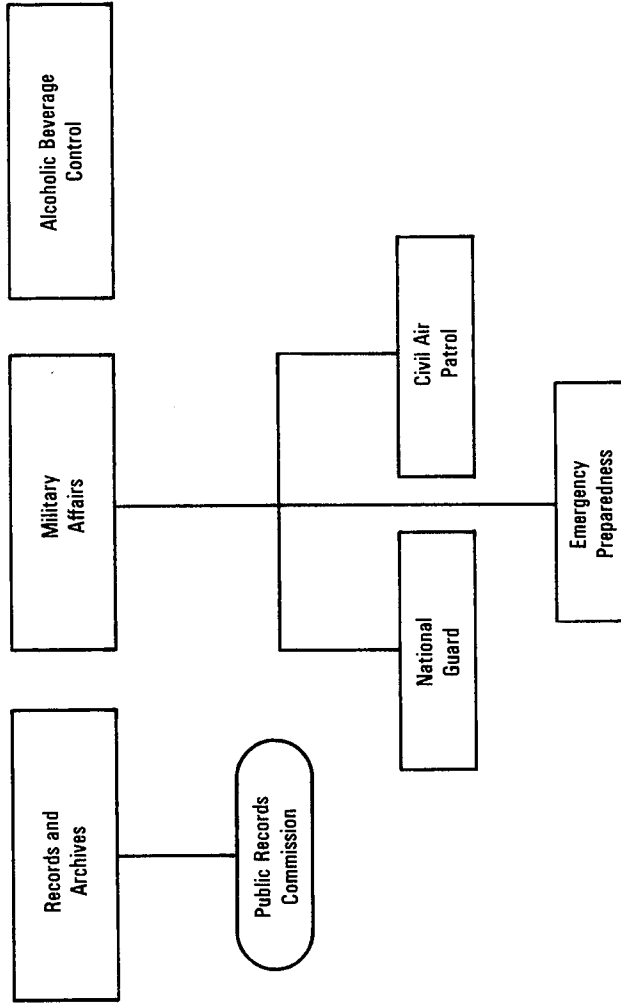 Records and
Archives
Military
Affairs
Alcoholic Beverage
Control
Public Records
Commission
National
Guard
Civil Air
Patrol
Emergency
Preparedness